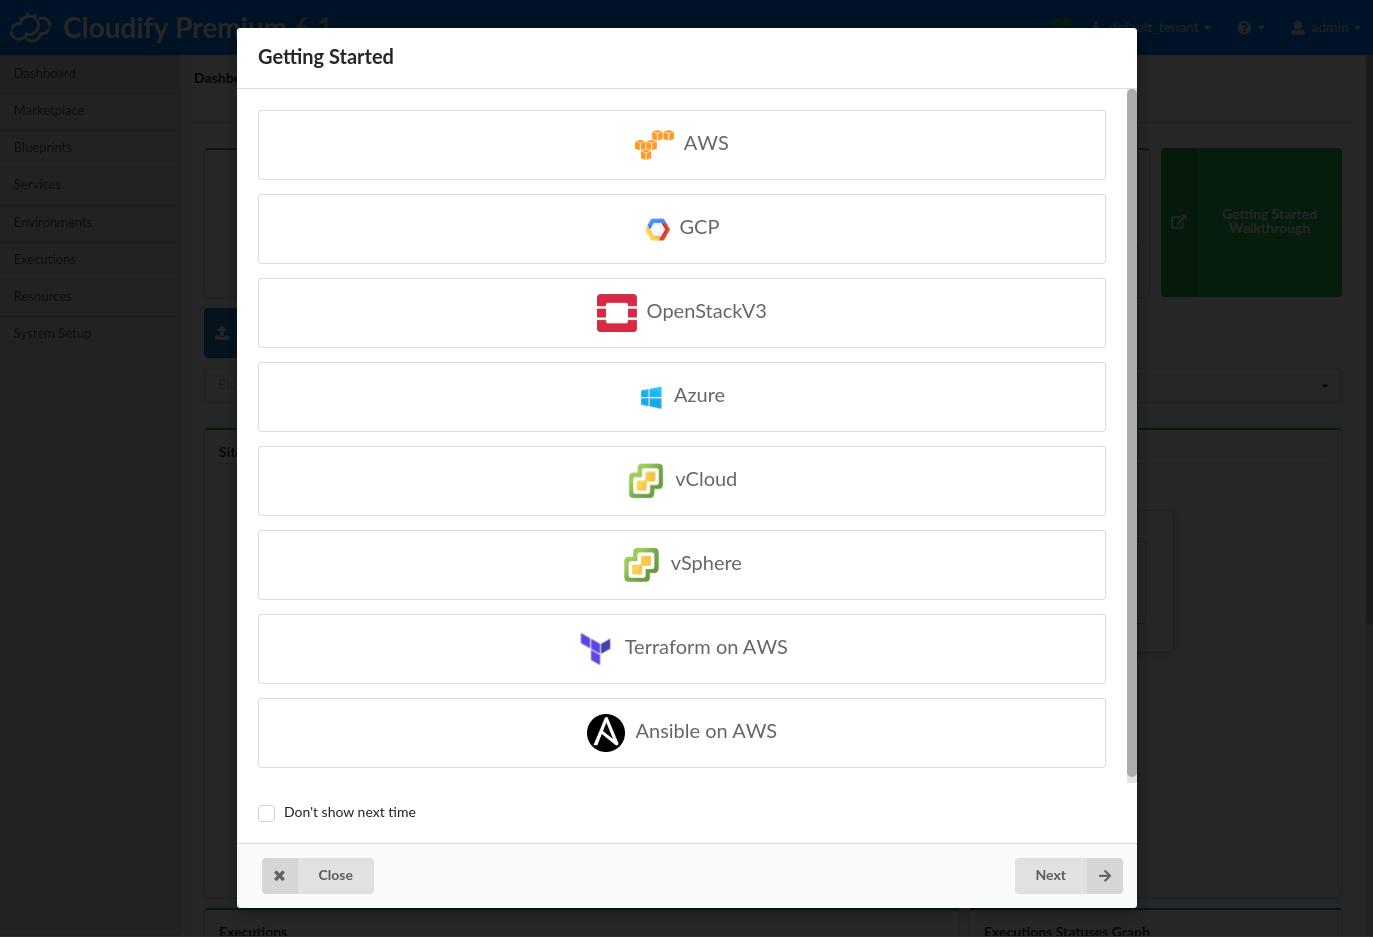 Cloudify Premium 6.1
default_tenant
admin
Getting Started
Dashboard
Marketplace
Blueprints
Services
Environments
Executions
Resources
System Setup
AWS
GCP
OpenStackV3
Azure
vCloud
vSphere
Terraform on AWS
Ansible on AWS
Don't show next time
Close
Next
Getting Started
Walkthrough
Executions
Executions Statuses Graph